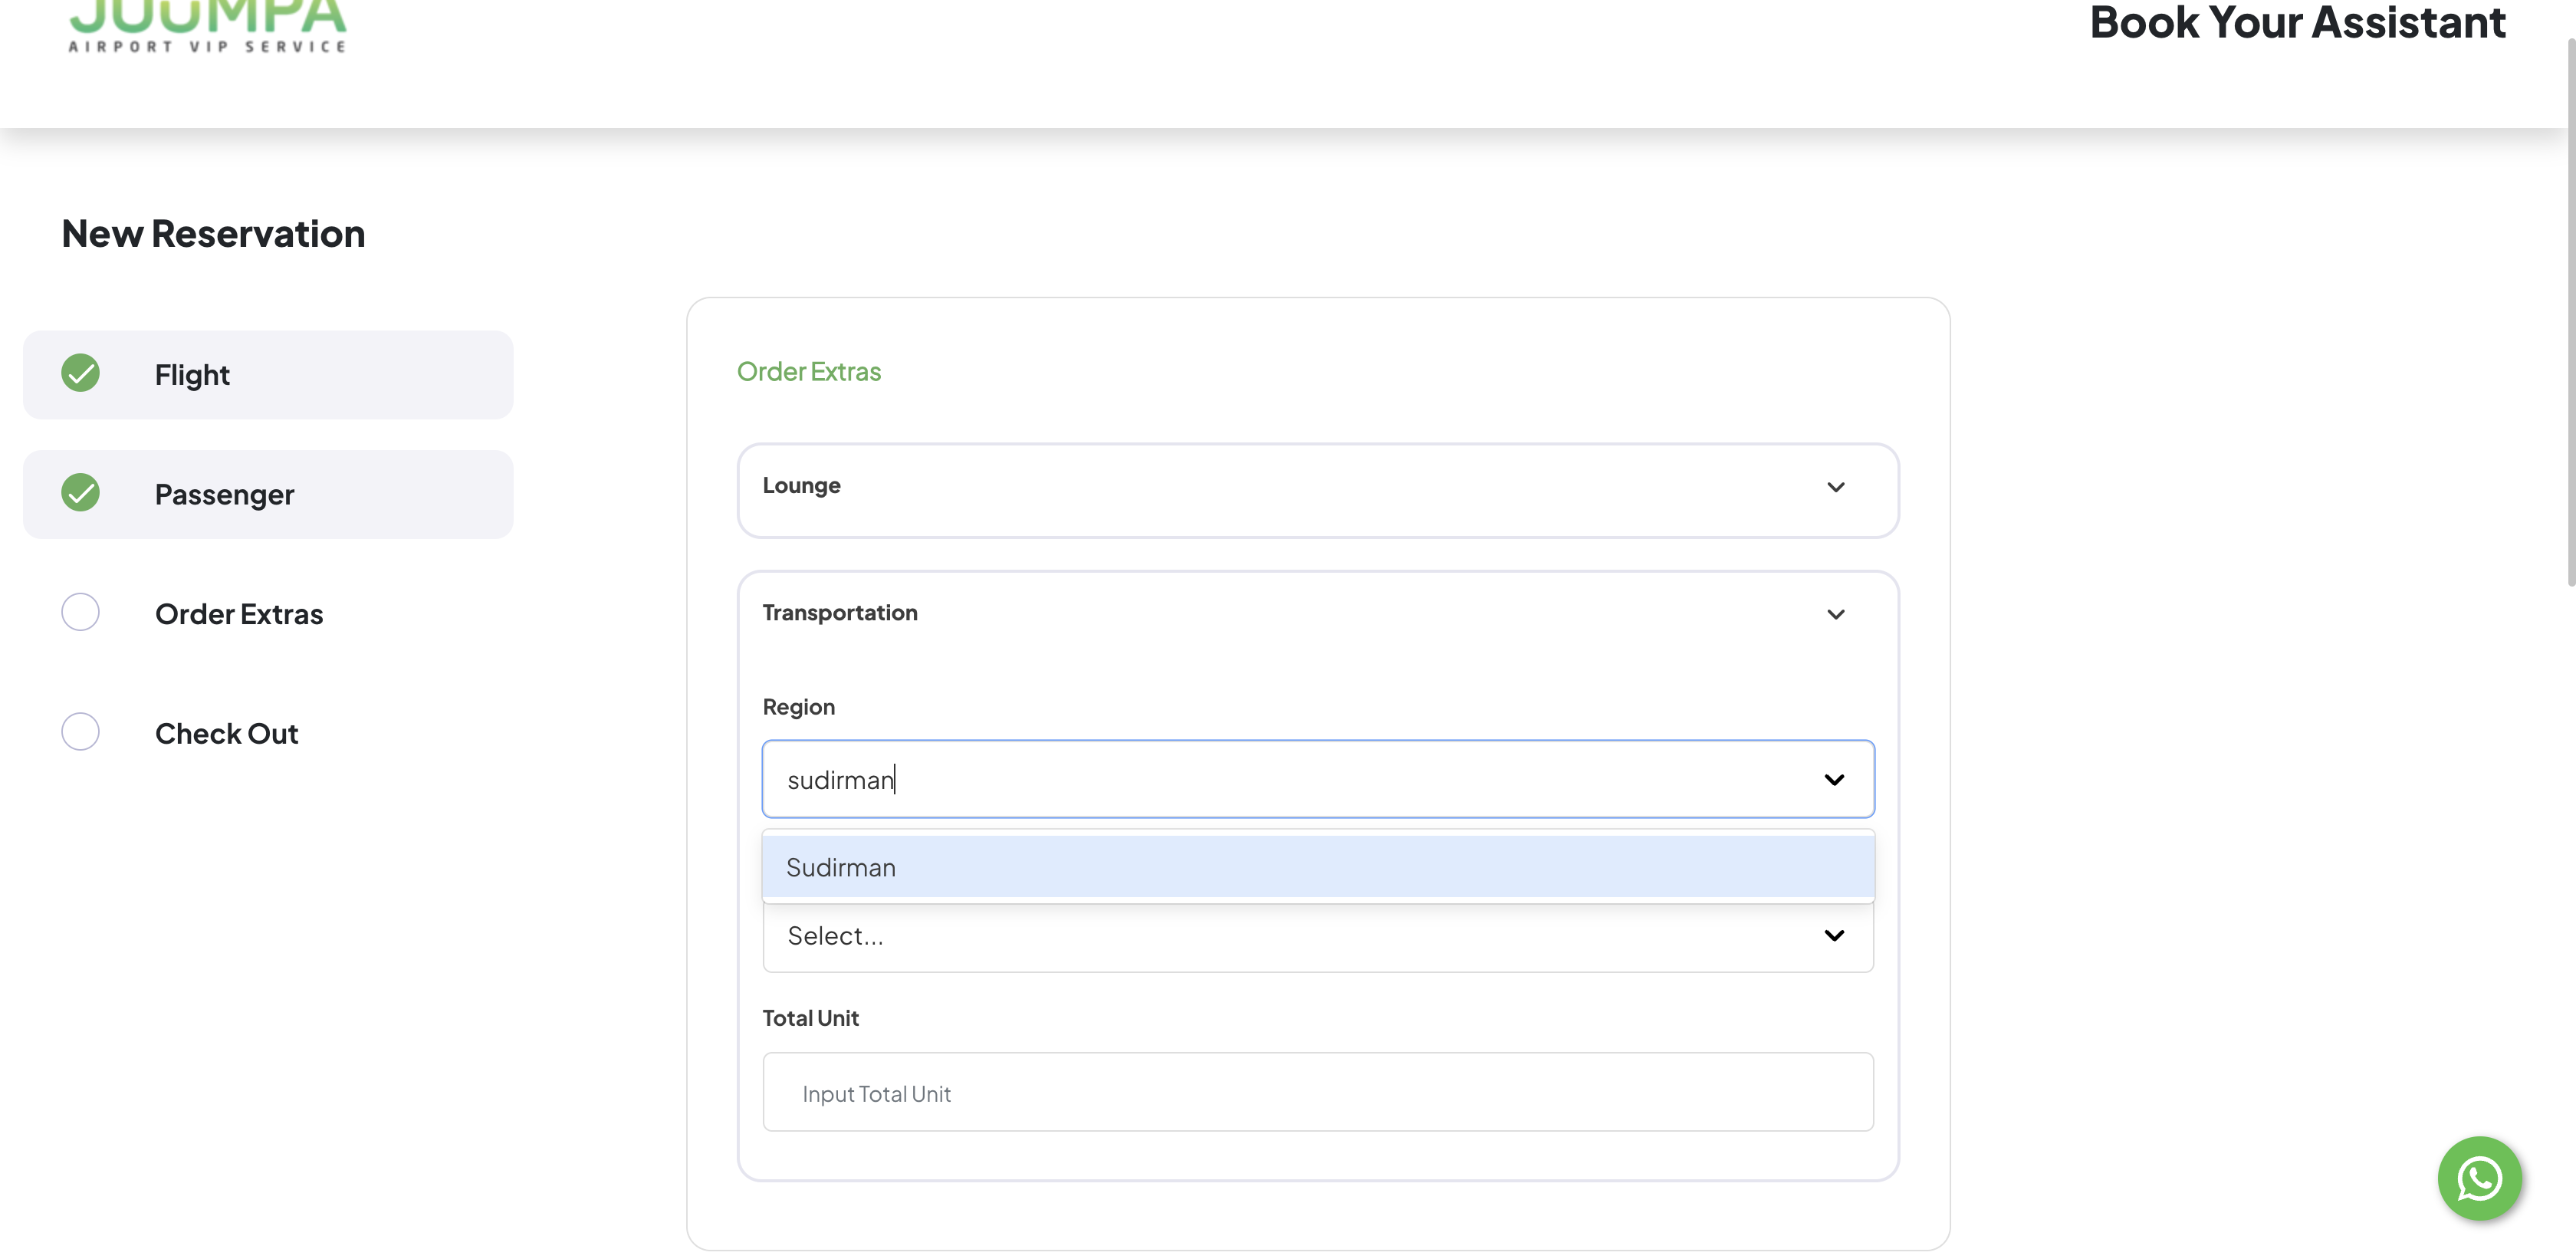 JOUMPA
AIRPORT VIP SERVICE
Book Your Assistant
New Reservation
Flight
Passenger
Order Extras
Check Out
Order Extras
Lounge
Transportation
Region
sudirman
Sudirman
Select...
Total Unit
Input Total Unit